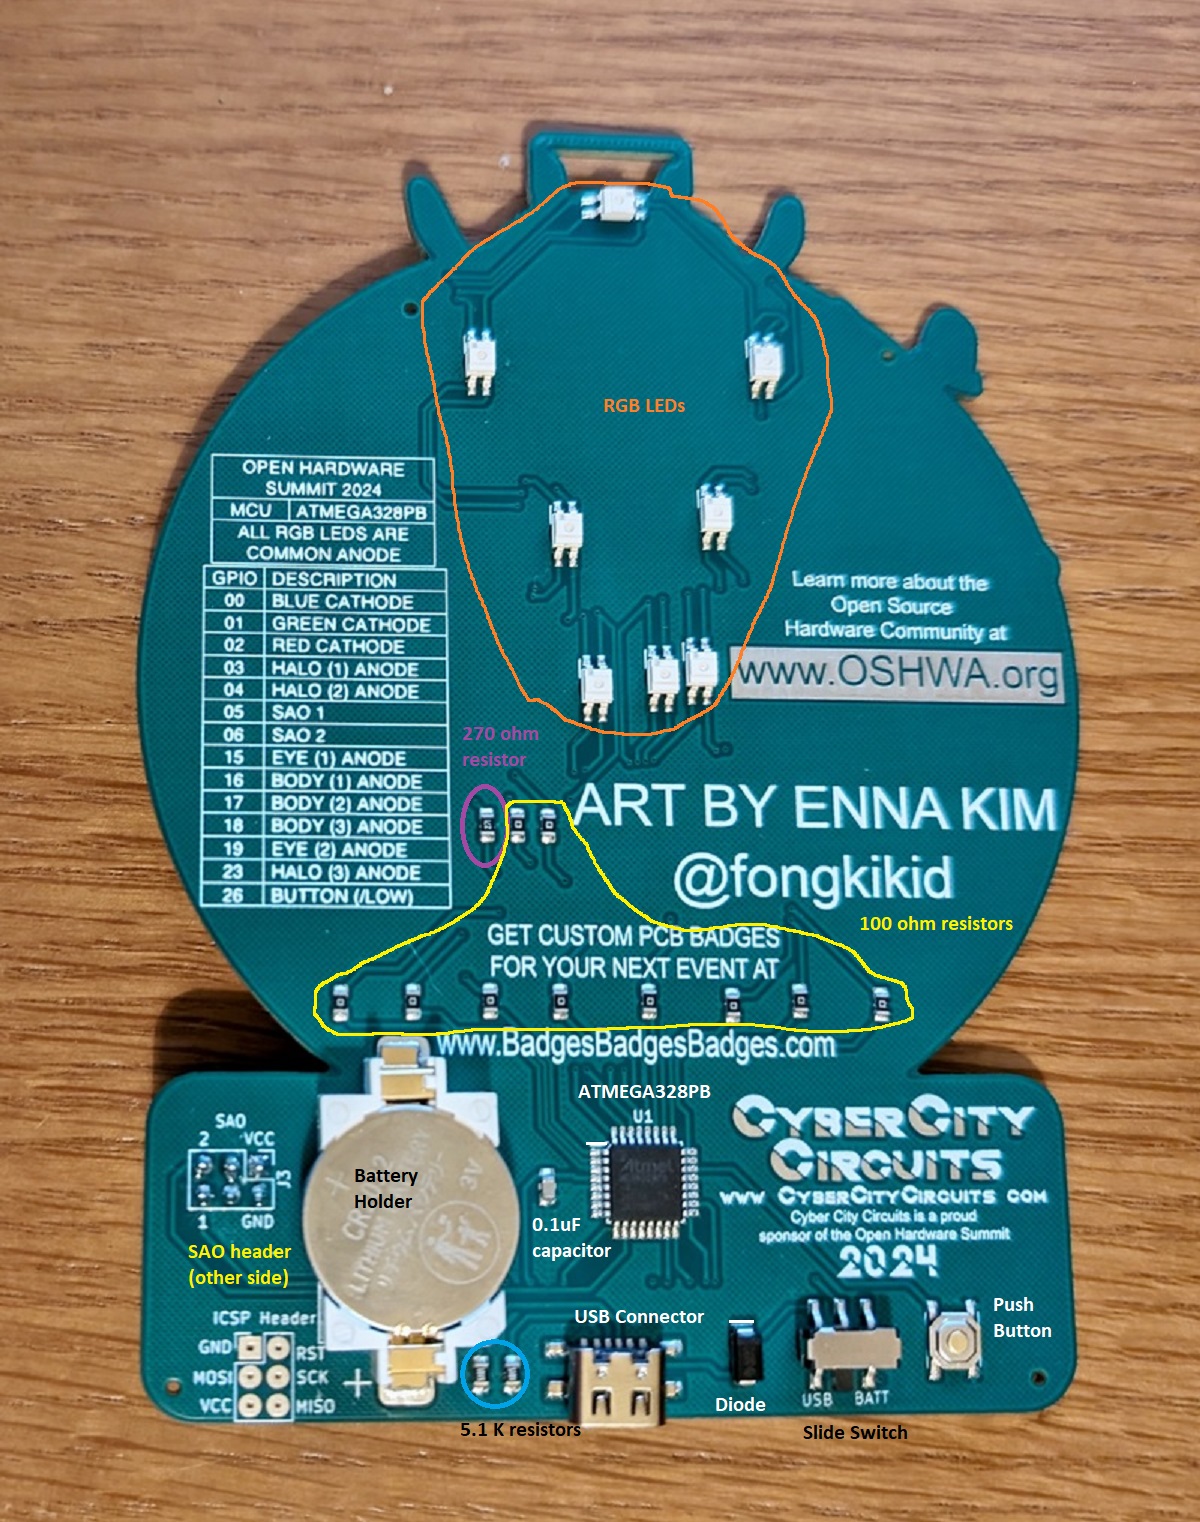 RGB LEDs
OPEN HARDWARE
SUMMIT 2024
MCU ATMEGA328PB
ALL RGB LEDS ARE
COMMON ANODE
GPIO DESCRIPTION
00 BLUE CATHODE
01 GREEN CATHODE
02 RED CATHODE
03 HALO (1) ANODE
04 HALO (2) ANODE
05 SAO 1
06 SAO 2
15 EYE (1) ANODE
16 BODY (1) ANODE
17 BODY (2) ANODE
18 BODY (3) ANODE
19 EYE (2) ANODE
23 HALO (3) ANODE
26 BUTTON (/LOW)
Learn more about the
Open Source
Hardware Community at
www.OSHWA.org
270 ohm
resistor
ART BY ENNA KIM
@fongkikid
100 ohm resistors
GET CUSTOM PCB BADGES
FOR YOUR NEXT EVENT AT
www.BadgesBadgesBadges.com
ATMEGA328PB
U1
Atmel
CYBERCITY
CIRCUITS
WWW CYBERCITYCIRCUITS COM
Cyber City Circuits is a proud
sponsor of the Open Hardware Summit
2024
SAO
2 VCC
J3
1 GND
SAO header
(other side)
Battery
Holder
+
3V
0.1uF
capacitor
ICSP Header
GND RST
MOSI SCK
VCC MISO
+
5.1 K resistors
USB Connector
Diode
USB BATT
Slide Switch
Push
Button